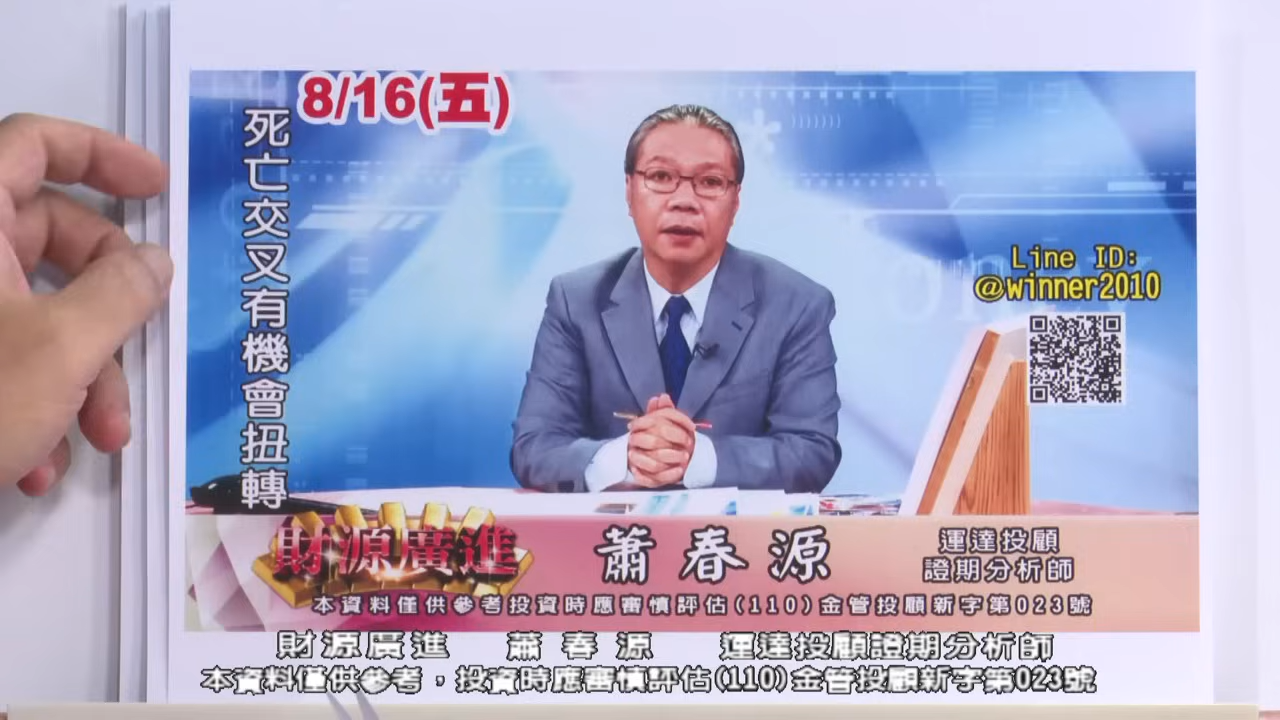 8/16(五)
死亡交叉有機會扭轉
Line ID:
@winner2010
財源廣進
蕭春源
運達投顧
證期分析師
本資料僅供參考投資時應審慎評估(110)金管投顧新字第023號
財源廣進 蕭春源 運達投顧證期分析師
本資料僅供參考，投資時應審慎評估(110)金管投顧新字第023號